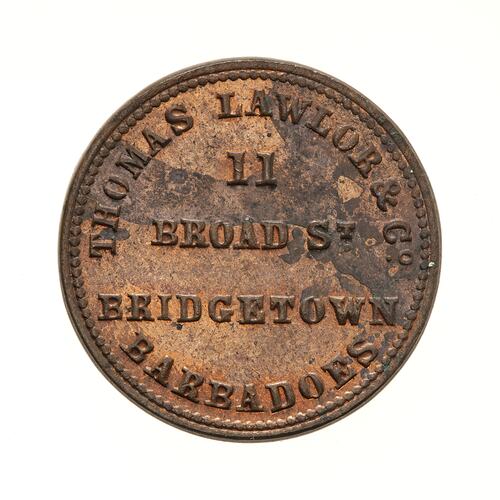 THOMAS LAWLOR & Cº.
11
BROAD ST
BRIDGETOWN
BARBADOES